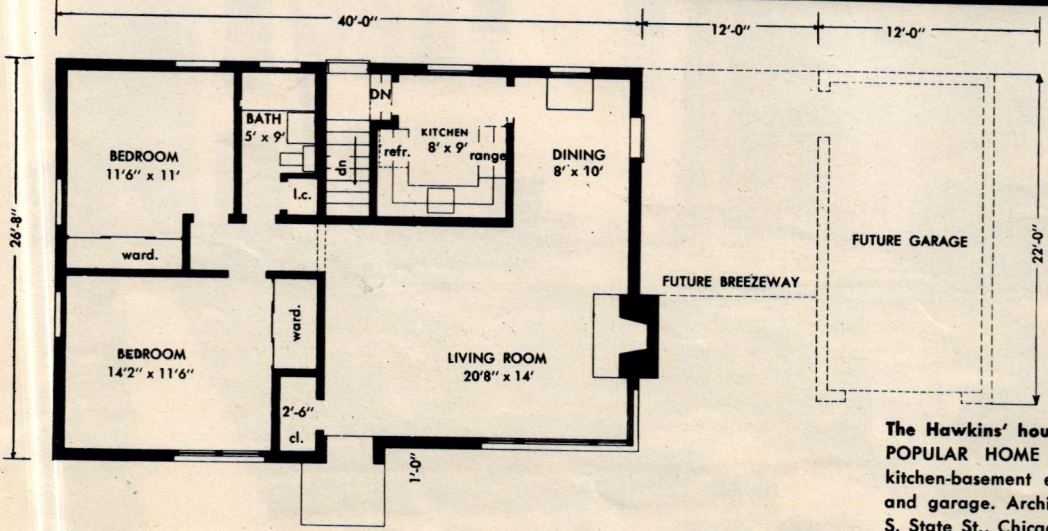 40'-0"
12'-0"
12'-0"
DN
BATH
5' x 9'
KITCHEN
8' x 9'
BEDROOM
11'6" x 11'
refr.
range
DINING
8' x 10'
dn
l.c.
26'-8"
ward.
FUTURE GARAGE
22'-0"
FUTURE BREEZEWAY
ward.
BEDROOM
14'2" x 11'6"
LIVING ROOM
20'8" x 14'
2'-6"
cl.
1'-0"
The Hawkins' hou
POPULAR HOME
kitchen-basement e
and garage. Archi
S. State St., Chicag